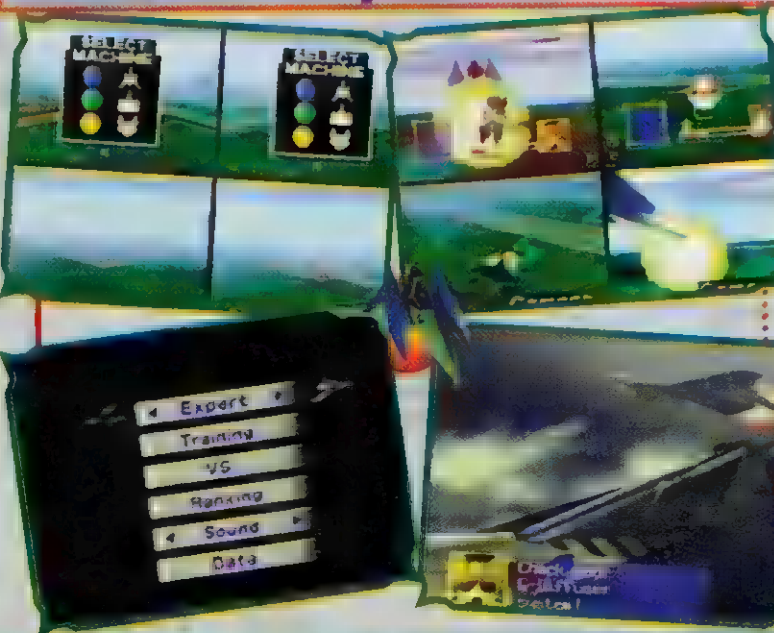 SELECT
MACHINE
SELECT
MACHINE
Expert
Training
VS
Ranking
Sound
Data